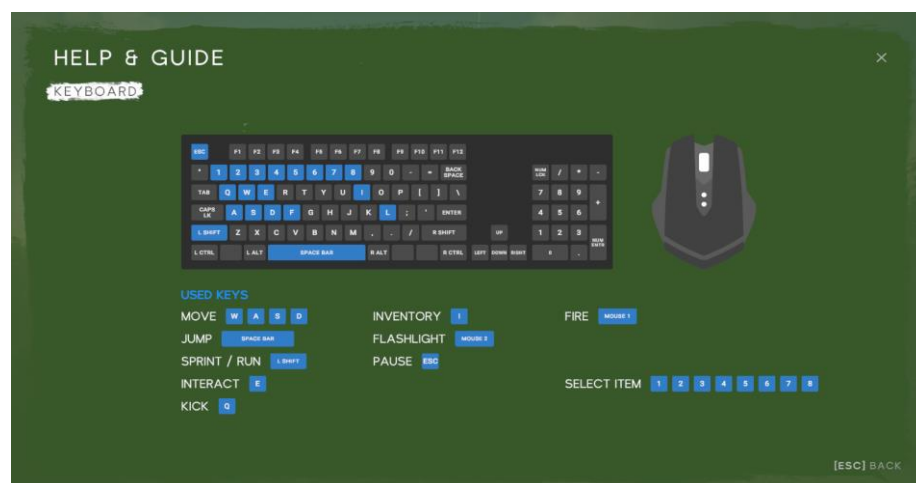 HELP & GUIDE
KEYBOARD
ESC F1 F2 F3 F4 F5 F6 F7 F8 F9 F10 F11 F12
1 2 3 4 5 6 7 8 9 0 - = BACK SPACE NUM LOCK / * -
TAB Q W E R T Y U I O P [ ] \ 7 8 9 +
CAPS LK A S D F G H J K L ; ' ENTER 4 5 6
L SHIFT Z X C V B N M , . / R SHIFT UP 1 2 3 NUM ENTR
L CTRL L ALT SPACE BAR R ALT R CTRL LEFT DOWN RIGHT 0 .
USED KEYS
MOVE W A S D INVENTORY I FIRE MOUSE 1
JUMP SPACE BAR FLASHLIGHT MOUSE 2
SPRINT / RUN L SHIFT PAUSE ESC
INTERACT E SELECT ITEM 1 2 3 4 5 6 7 8
KICK Q
[ESC] BACK